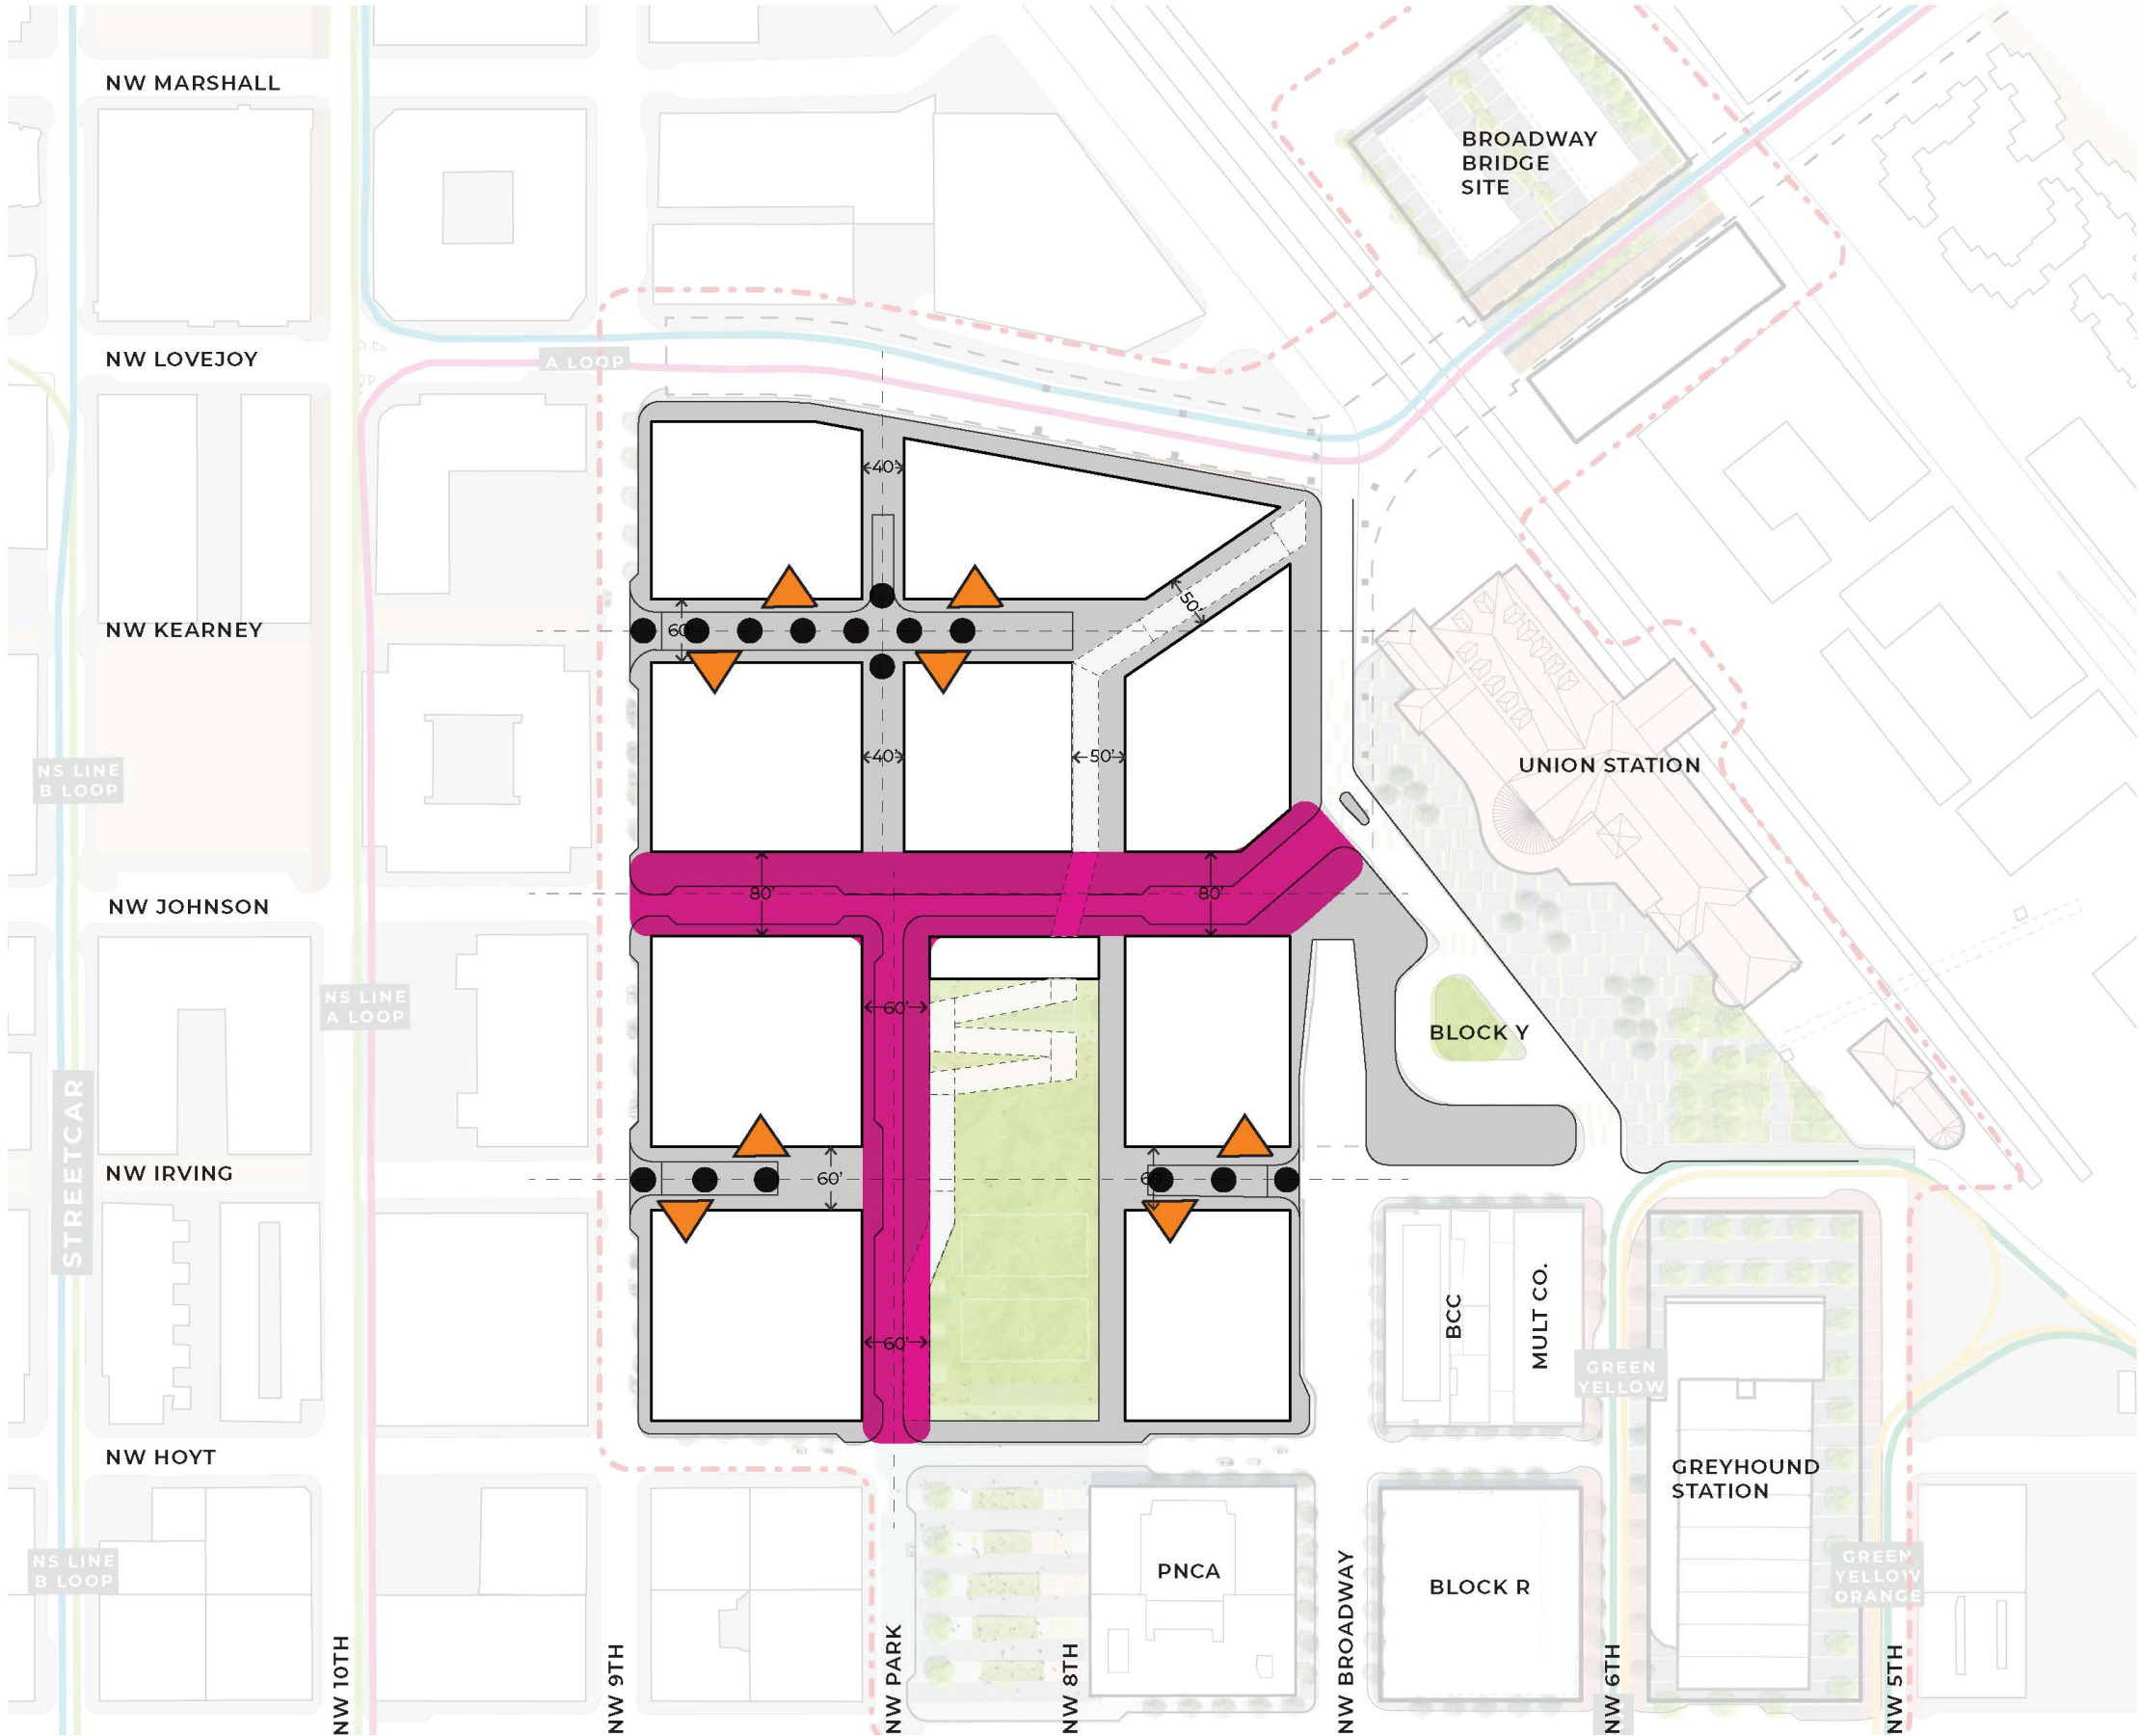 NW MARSHALL
BROADWAY
BRIDGE
SITE
NW LOVEJOY
A LOOP
40'
50'
NW KEARNEY
60'
NS LINE
B LOOP
40'
50'
UNION STATION
80'
80'
NW JOHNSON
NS LINE
A LOOP
60'
BLOCK Y
STREETCAR
NW IRVING
60'
60'
BCC
MULT CO.
60'
GREEN
YELLOW
NW HOYT
GREYHOUND
STATION
NS LINE
B LOOP
PNCA
BLOCK R
GREEN
YELLOW
ORANGE
NW 10TH
NW 9TH
NW PARK
NW 8TH
NW BROADWAY
NW 6TH
NW 5TH